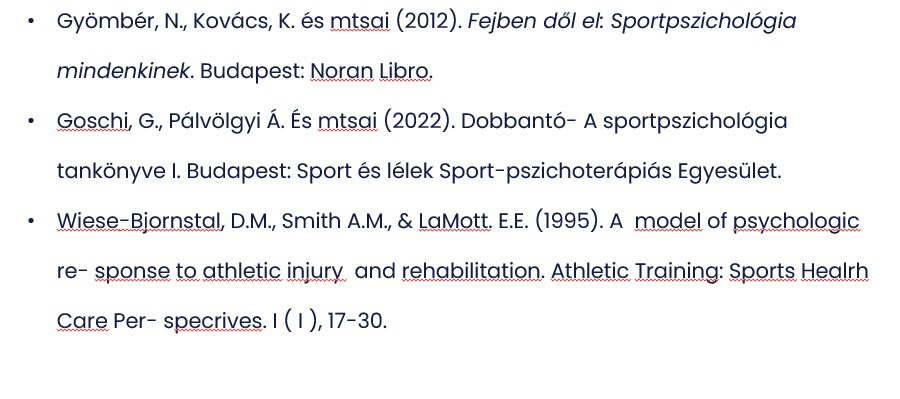 • Gyömbér, N., Kovács, K. és mtsai (2012). Fejben dől el: Sportpszichológia
mindenkinek. Budapest: Noran Libro.
• Goschi, G., Pálvölgyi Á. És mtsai (2022). Dobbantó- A sportpszichológia
tankönyve I. Budapest: Sport és lélek Sport-pszichoterápiás Egyesület.
• Wiese-Bjornstal, D.M., Smith A.M., & LaMott. E.E. (1995). A  model of psychologic
re- sponse to athletic injury  and rehabilitation. Athletic Training: Sports Healrh
Care Per- specrives. I ( I ), 17-30.